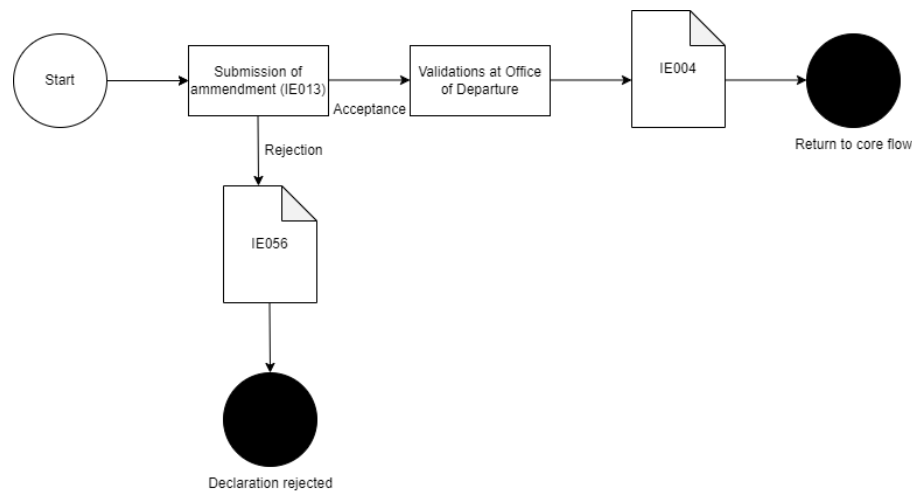 Start
Submission of
ammendment (IE013)
Acceptance
Validations at Office
of Departure
IE004
Return to core flow
Rejection
IE056
Declaration rejected